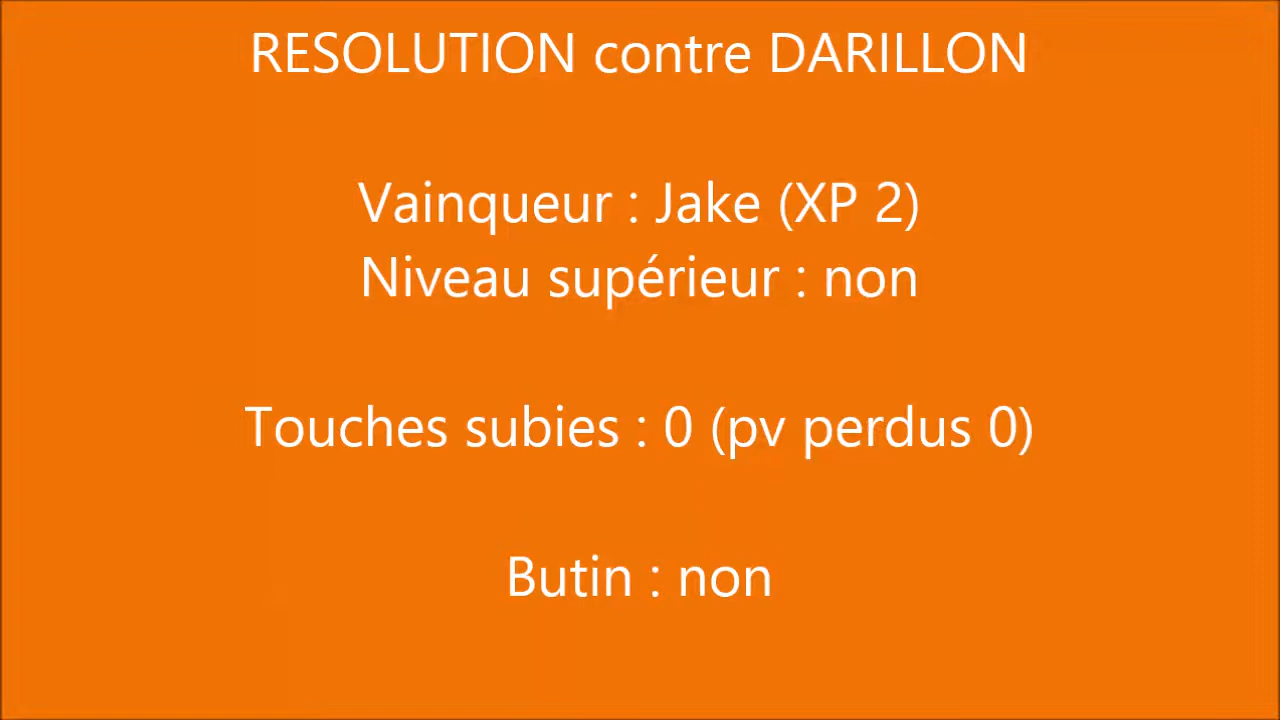 RESOLUTION contre DARILLON
Vainqueur : Jake (XP 2)
Niveau supérieur : non
Touches subies : 0 (pv perdus 0)
Butin : non